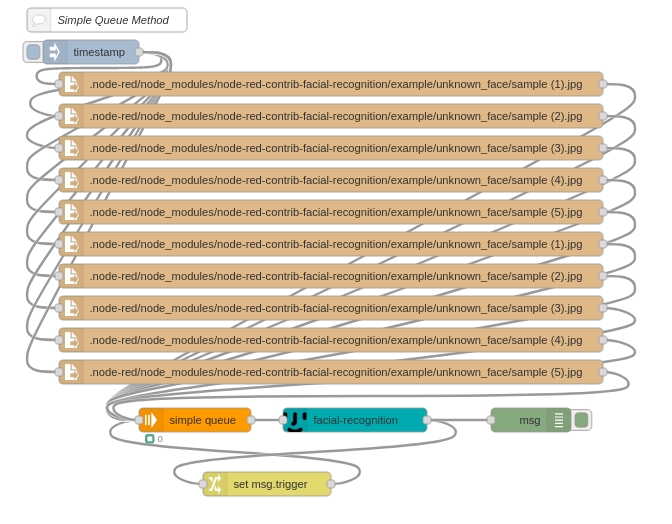 Simple Queue Method
timestamp
.node-red/node_modules/node-red-contrib-facial-recognition/example/unknown_face/sample (1).jpg
.node-red/node_modules/node-red-contrib-facial-recognition/example/unknown_face/sample (2).jpg
.node-red/node_modules/node-red-contrib-facial-recognition/example/unknown_face/sample (3).jpg
.node-red/node_modules/node-red-contrib-facial-recognition/example/unknown_face/sample (4).jpg
.node-red/node_modules/node-red-contrib-facial-recognition/example/unknown_face/sample (5).jpg
.node-red/node_modules/node-red-contrib-facial-recognition/example/unknown_face/sample (1).jpg
.node-red/node_modules/node-red-contrib-facial-recognition/example/unknown_face/sample (2).jpg
.node-red/node_modules/node-red-contrib-facial-recognition/example/unknown_face/sample (3).jpg
.node-red/node_modules/node-red-contrib-facial-recognition/example/unknown_face/sample (4).jpg
.node-red/node_modules/node-red-contrib-facial-recognition/example/unknown_face/sample (5).jpg
simple queue
facial-recognition
msg
0
set msg.trigger